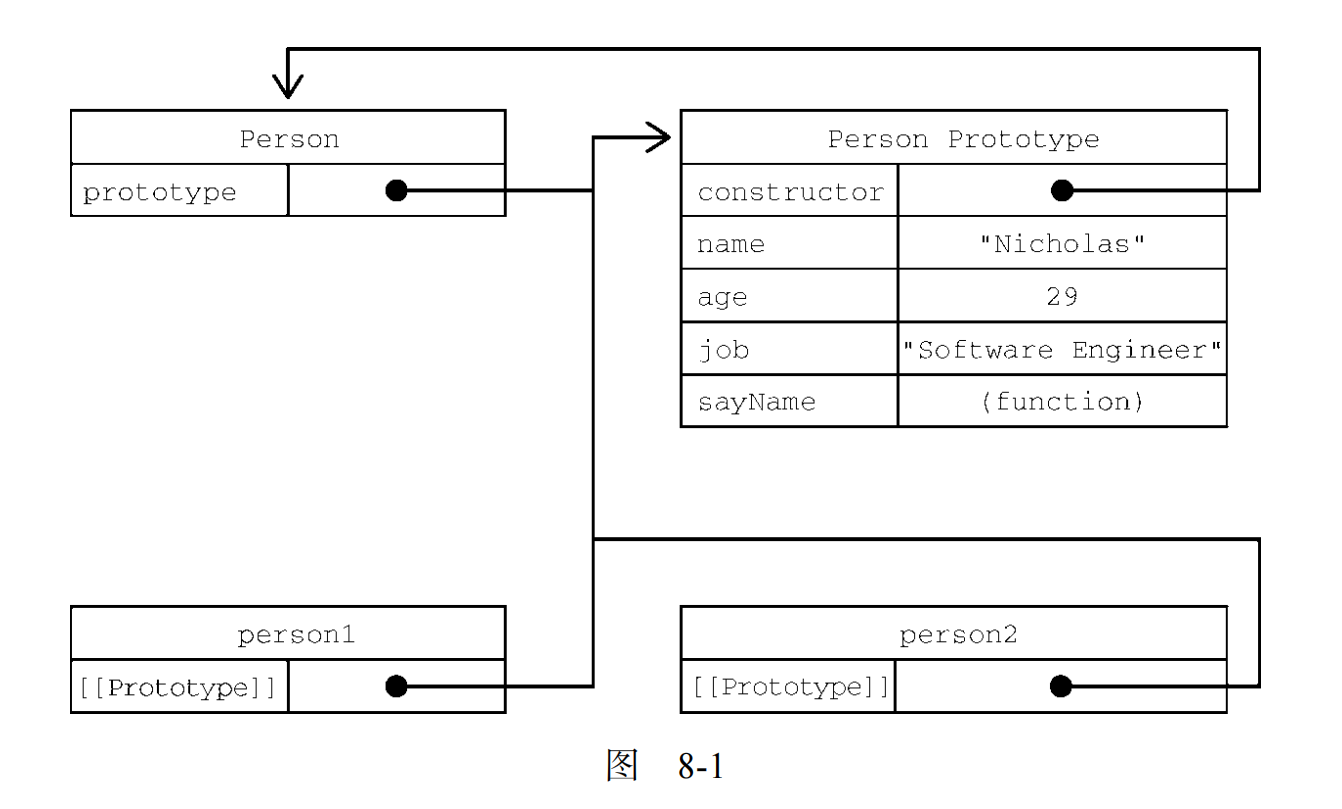 Person
prototype
Person Prototype
constructor
name "Nicholas"
age 29
job "Software Engineer"
sayName (function)
person1
[[Prototype]]
person2
[[Prototype]]
图 8-1